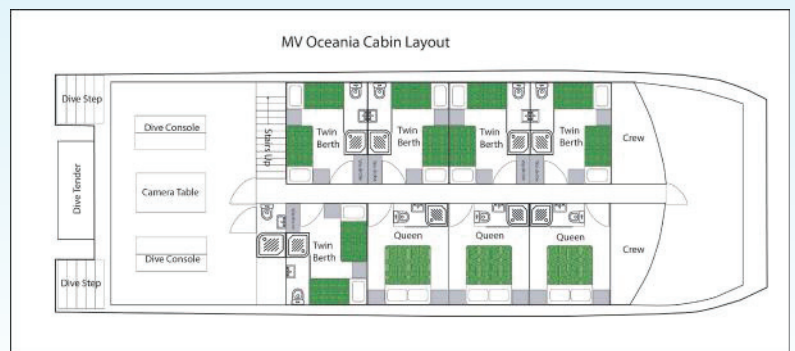 MV Oceania Cabin Layout
Dive Step
Dive Console
Stairs Up
Twin
Berth
Twin
Berth
Twin
Berth
Twin
Berth
Crew
Dive Tender
Camera Table
Dive Console
Dive Step
Twin
Berth
Queen
Queen
Queen
Crew